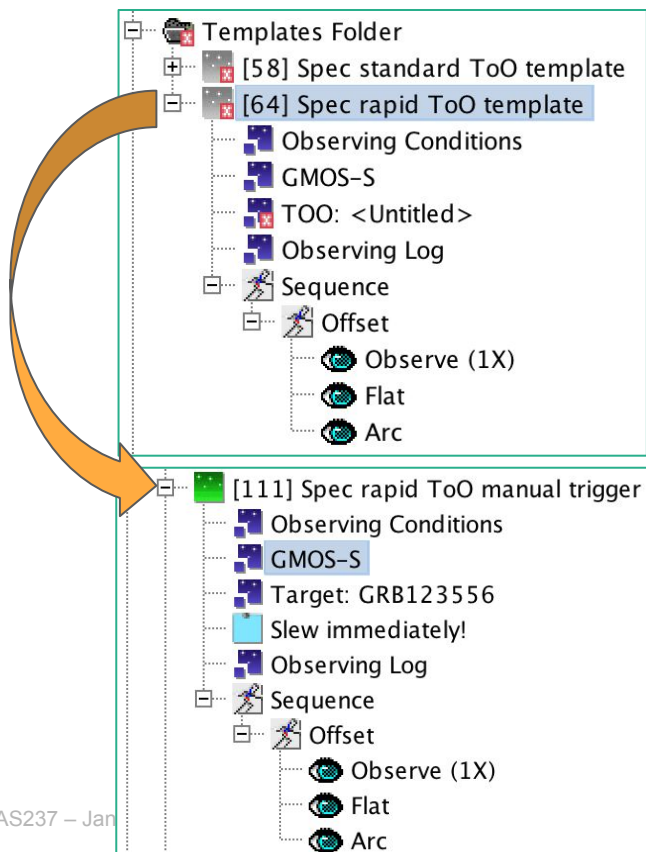 Templates Folder
[58] Spec standard ToO template
[64] Spec rapid ToO template
Observing Conditions
GMOS-S
TOO: <Untitled>
Observing Log
Sequence
Offset
Observe (1X)
Flat
Arc
[111] Spec rapid ToO manual trigger
Observing Conditions
GMOS-S
Target: GRB123556
Slew immediately!
Observing Log
Sequence
Offset
Observe (1X)
Flat
Arc
AS237 – Jan